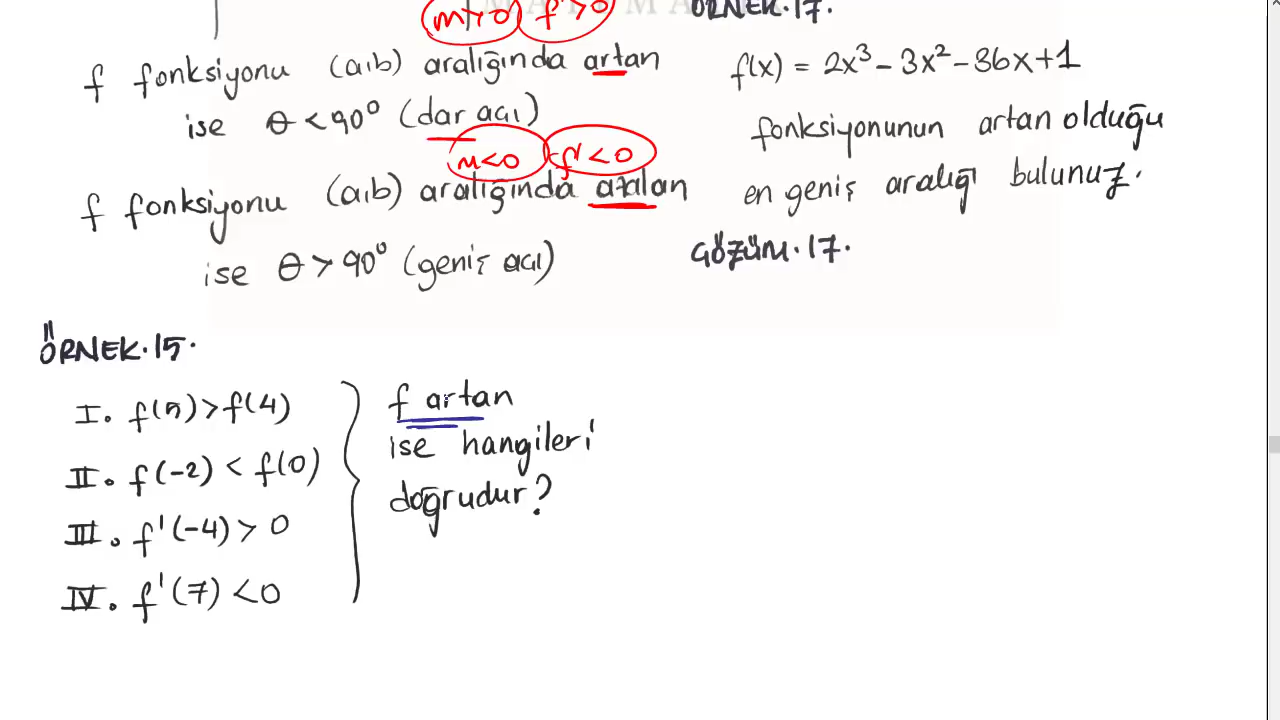 m>0 f'>0
f fonksiyonu (a,b) aralığında artan
ise θ < 90° (dar açı)
m<0 f'<0
f fonksiyonu (a,b) aralığında azalan
ise θ > 90° (geniş açı)
ÖRNEK.15.
I. f(5)>f(4)
II. f(-2) < f(0)
III. f'(-4) > 0
IV. f'(7) < 0
f artan
ise hangileri
doğrudur?
ÖRNEK.17.
f(x) = 2x³ - 3x² - 36x + 1
fonksiyonunun artan olduğu
en geniş aralığı bulunuz.
ÇÖZÜM.17.